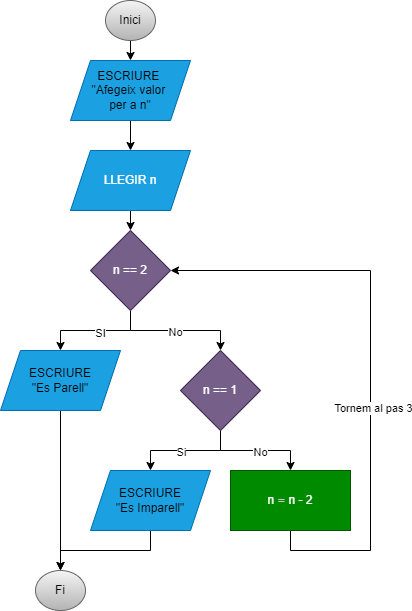 Inici
ESCRIURE
"Afegeix valor
per a n"
LLEGIR n
n == 2
SI
No
ESCRIURE
"Es Parell"
n == 1
Tornem al pas 3
Si
No
ESCRIURE
"Es Imparell"
n = n - 2
Fi